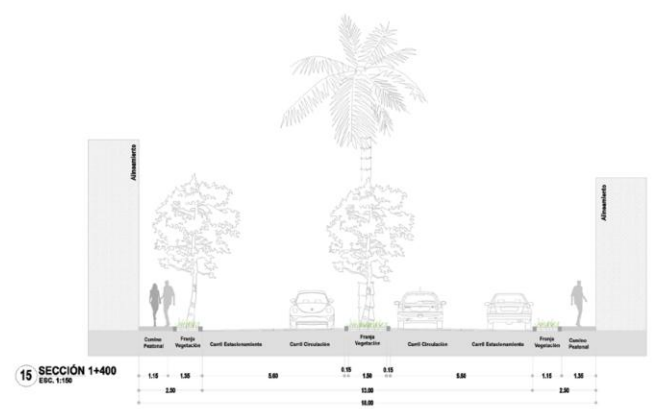 Alineamiento
Alineamiento
Camino Peatonal
Franja Vegetación
Carril Estacionamiento
Carril Circulación
Franja Vegetación
Carril Circulación
Carril Estacionamiento
Franja Vegetación
Camino Peatonal
15 SECCIÓN 1+400
ESC. 1:150
1.15 1.35 5.60 0.15 0.15 5.60 1.15 1.35
2.50 13.00 2.50
18.00